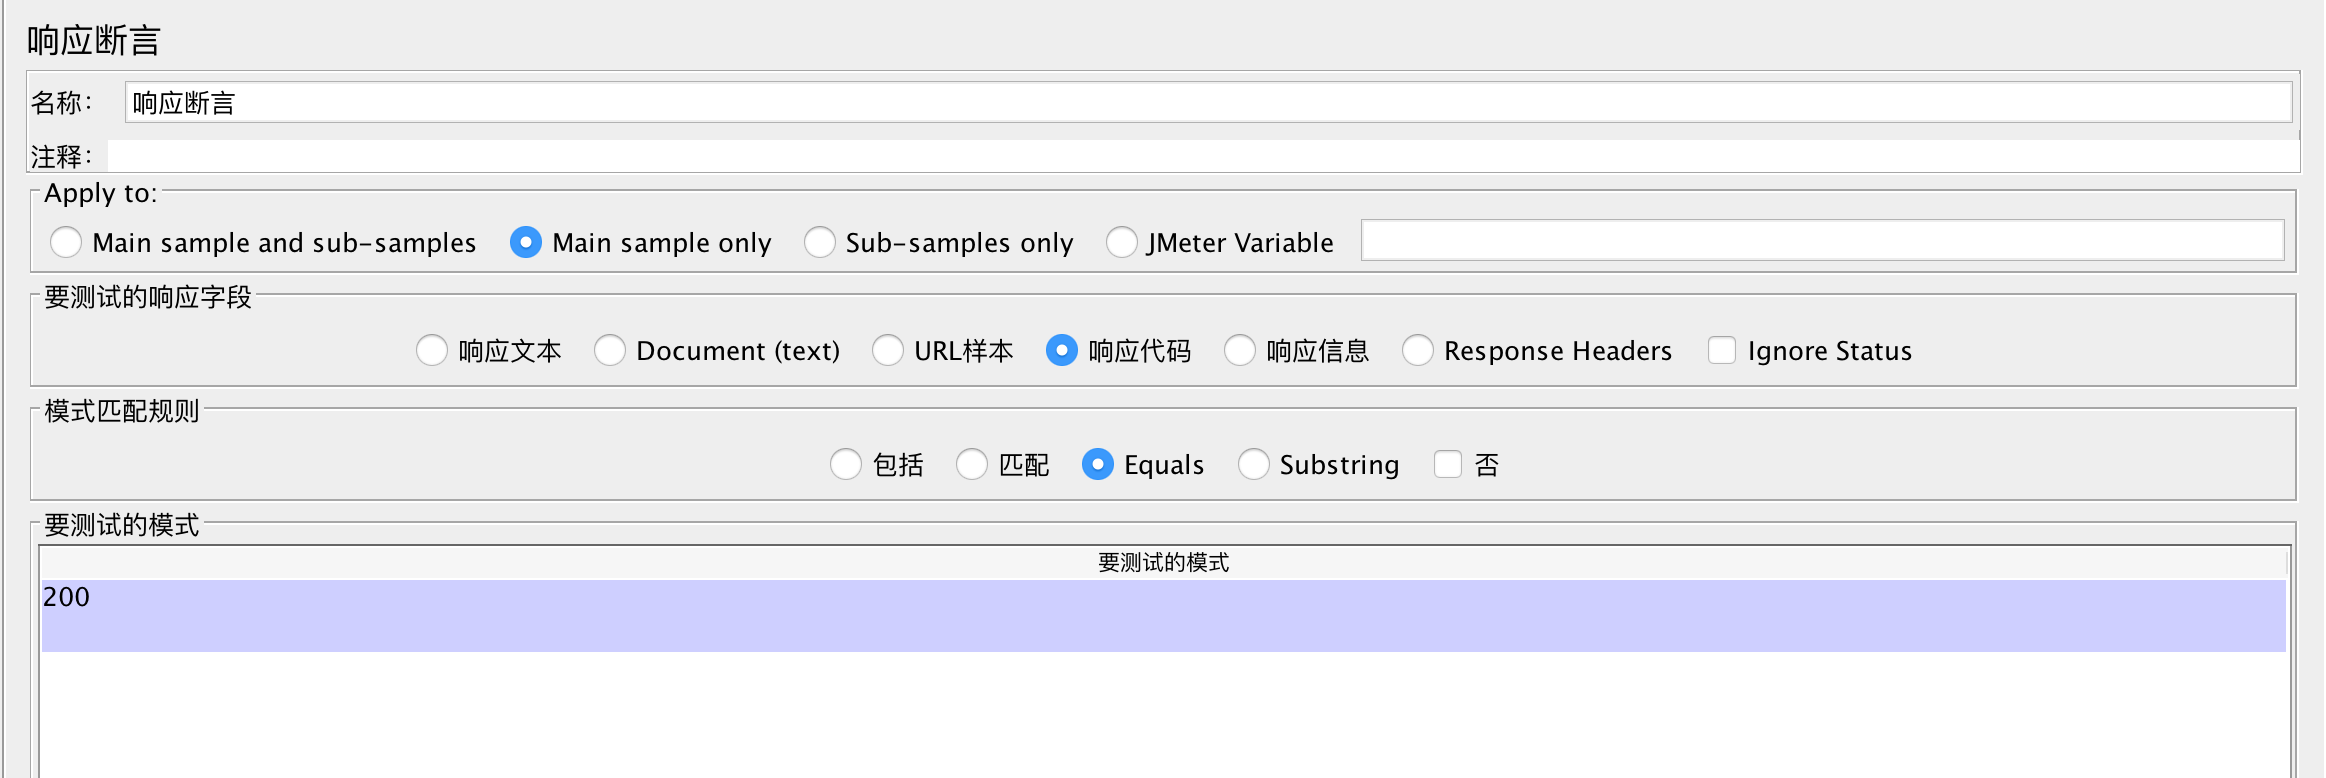 响应断言
名称： 响应断言
注释：
Apply to:
Main sample and sub-samples Main sample only Sub-samples only JMeter Variable
要测试的响应字段
响应文本 Document (text) URL样本 响应代码 响应信息 Response Headers Ignore Status
模式匹配规则
包括 匹配 Equals Substring 否
要测试的模式
要测试的模式
200